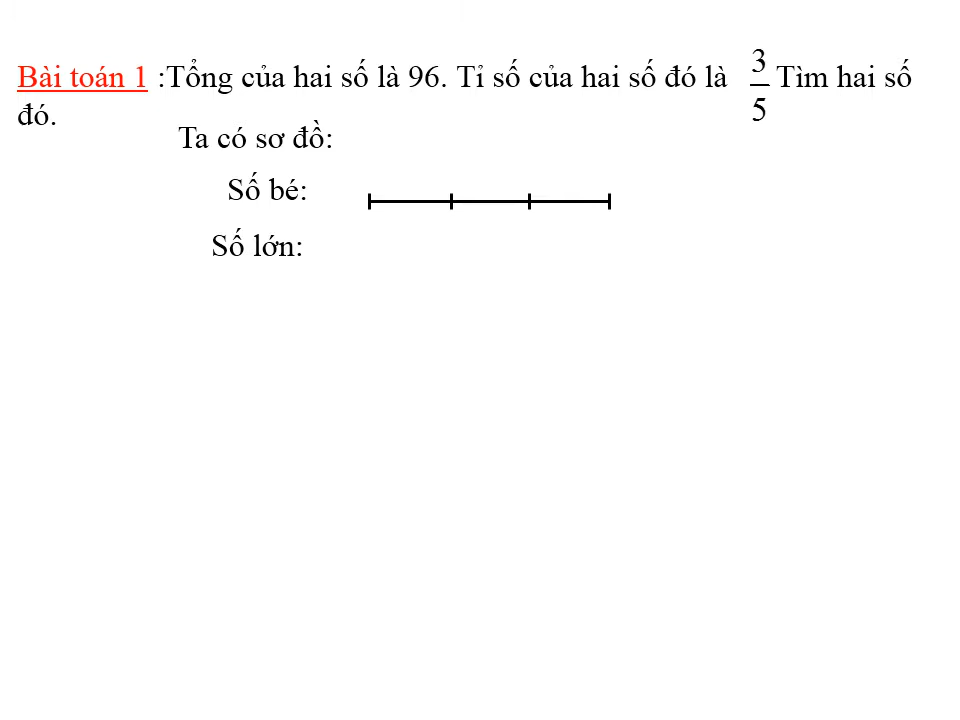 Bài toán 1 :Tổng của hai số là 96. Tỉ số của hai số đó là 3/5 Tìm hai số
đó.
Ta có sơ đồ:
Số bé:
Số lớn: